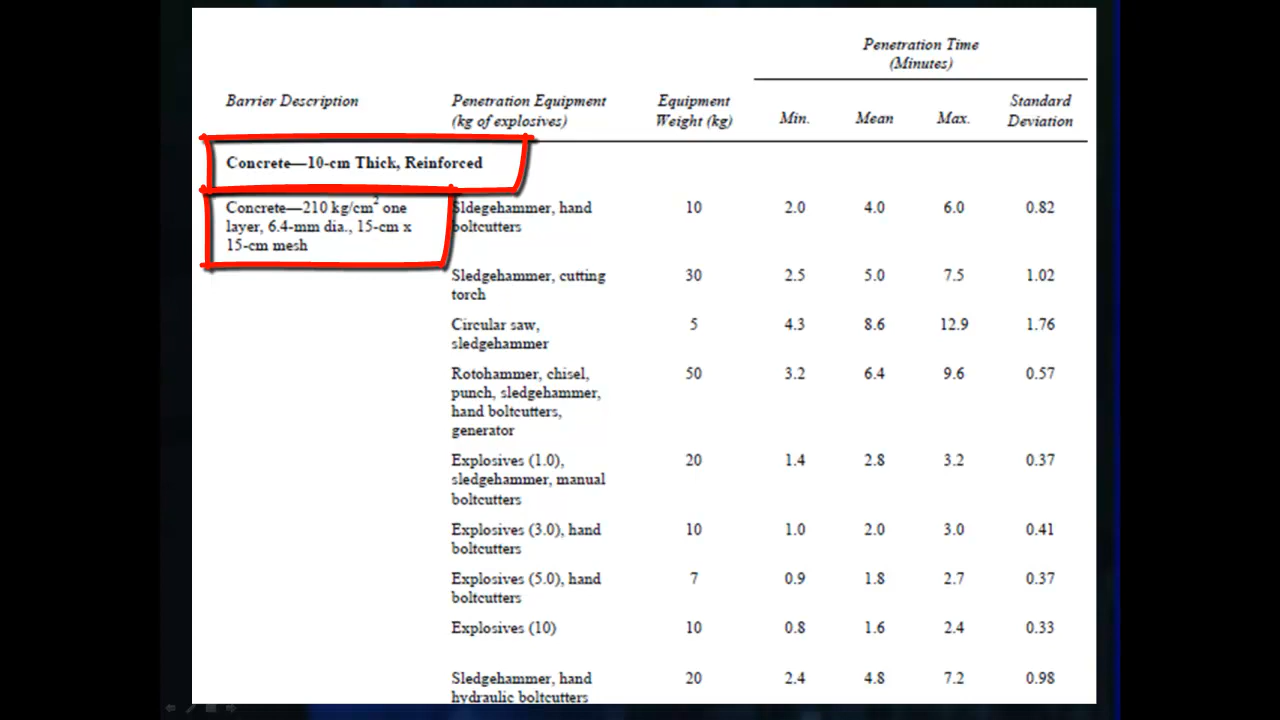 Penetration Time
(Minutes)
Barrier Description Penetration Equipment (kg of explosives) Equipment Weight (kg) Min. Mean Max. Standard Deviation
Concrete—10-cm Thick, Reinforced
Concrete—210 kg/cm² one Sldegehammer, hand 10 2.0 4.0 6.0 0.82
layer, 6.4-mm dia., 15-cm x boltcutters
15-cm mesh
Sledgehammer, cutting 30 2.5 5.0 7.5 1.02
torch
Circular saw, 5 4.3 8.6 12.9 1.76
sledgehammer
Rotohammer, chisel, 50 3.2 6.4 9.6 0.57
punch, sledgehammer,
hand boltcutters,
generator
Explosives (1.0), 20 1.4 2.8 3.2 0.37
sledgehammer, manual
boltcutters
Explosives (3.0), hand 10 1.0 2.0 3.0 0.41
boltcutters
Explosives (5.0), hand 7 0.9 1.8 2.7 0.37
boltcutters
Explosives (10) 10 0.8 1.6 2.4 0.33
Sledgehammer, hand 20 2.4 4.8 7.2 0.98
hydraulic boltcutters